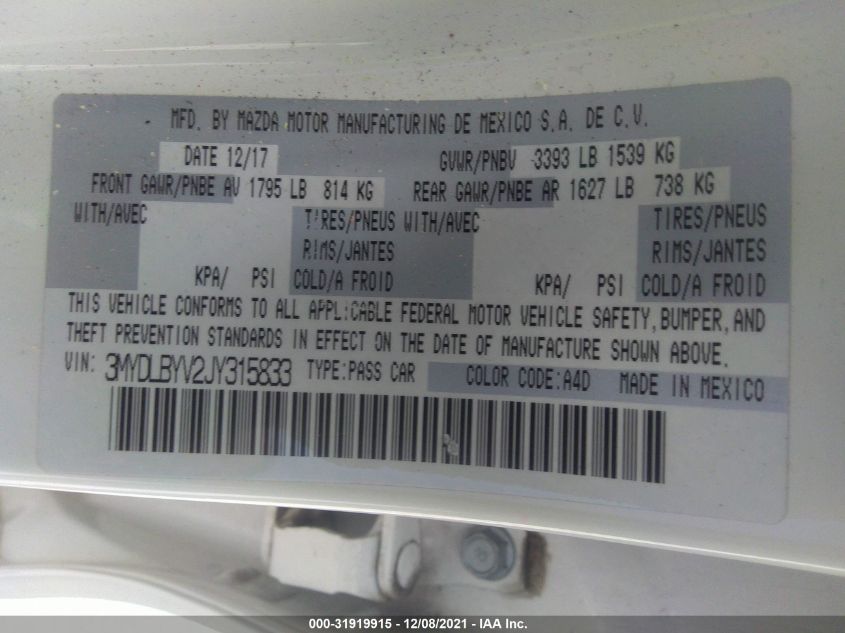 MFD. BY MAZDA MOTOR MANUFACTURING DE MEXICO S.A. DE C.V.
DATE 12/17 GVWR/PNBV 3393 LB 1539 KG
FRONT GAWR/PNBE AV 1795 LB 814 KG REAR GAWR/PNBE AR 1627 LB 738 KG
WITH/AVEC TIRES/PNEUS WITH/AVEC TIRES/PNEUS
RIMS/JANTES RIMS/JANTES
KPA/ PSI COLD/A FROID KPA/ PSI COLD/A FROID
THIS VEHICLE CONFORMS TO ALL APPLICABLE FEDERAL MOTOR VEHICLE SAFETY, BUMPER, AND
THEFT PREVENTION STANDARDS IN EFFECT ON THE DATE OF MANUFACTURE SHOWN ABOVE.
VIN: 3MYDLBYV2JY315833 TYPE:PASS CAR COLOR CODE:A4D MADE IN MEXICO
000-31919915 - 12/08/2021 - IAA Inc.